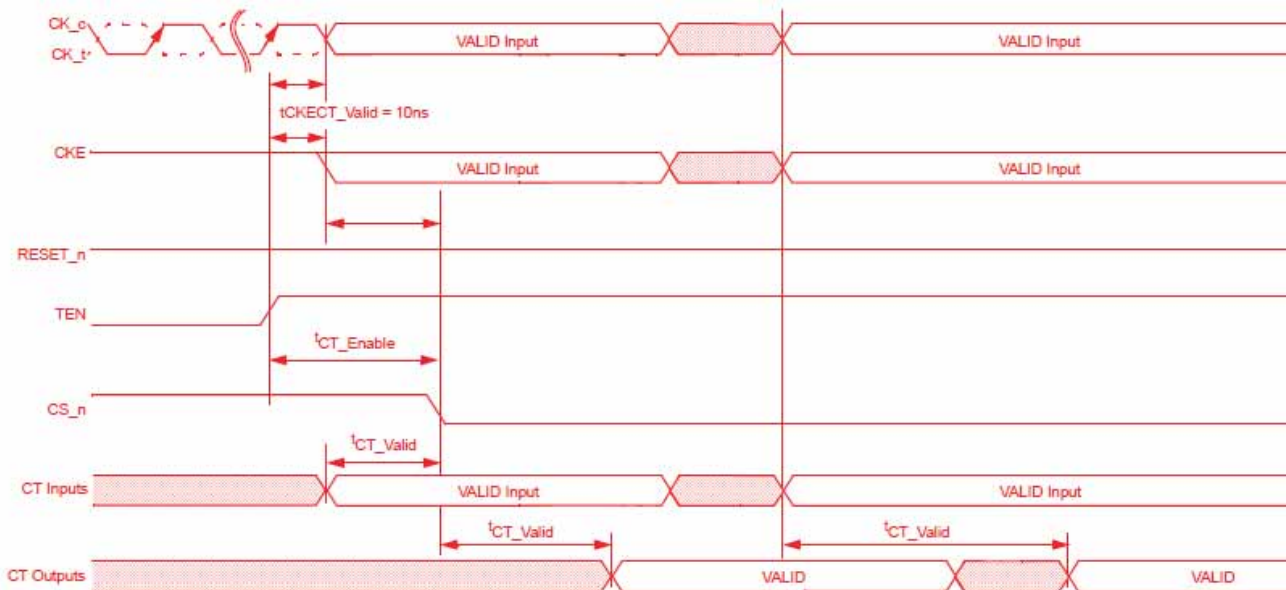 CK_c
CK_t
VALID Input
VALID Input
tCKECT_Valid = 10ns
CKE
VALID Input
VALID Input
RESET_n
TEN
tCT_Enable
CS_n
tCT_Valid
CT Inputs
VALID Input
VALID Input
tCT_Valid
tCT_Valid
CT Outputs
VALID
VALID